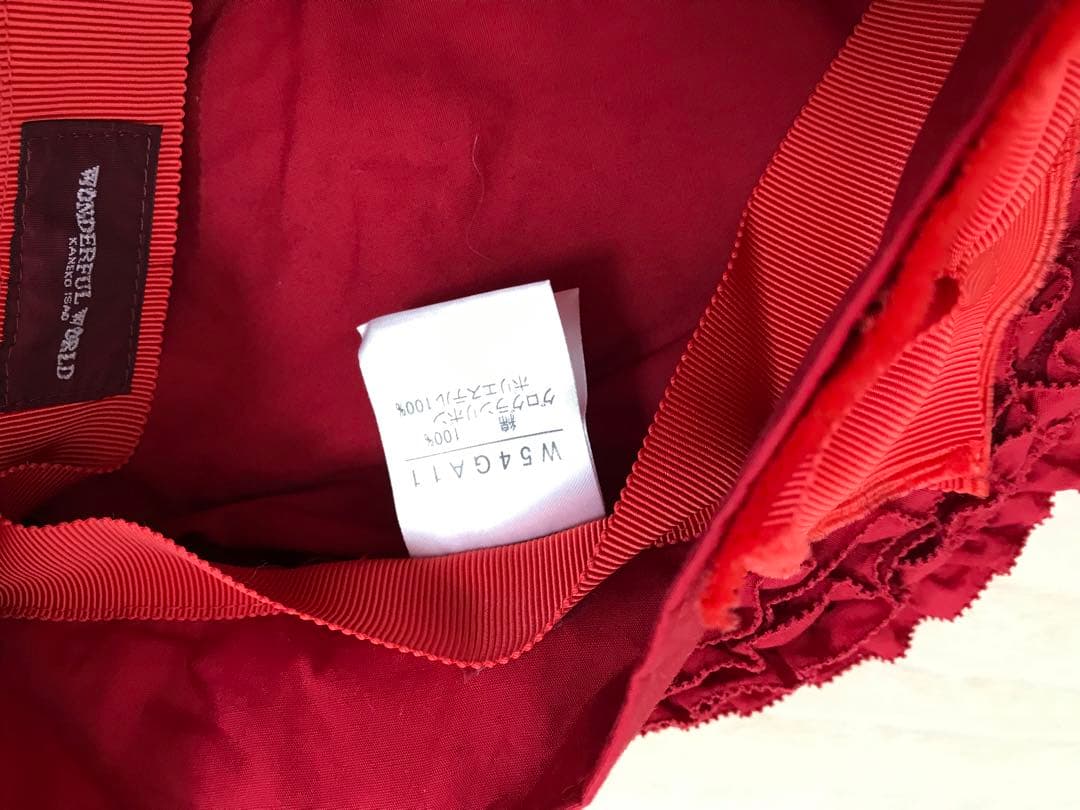 WONDERFUL WORLD
KANEKO ISAO
W54GA11
綿 100%
グログランリボン
ポリエステル100%